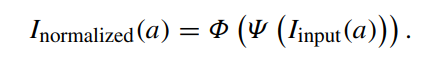 I_normalized(a) = Φ (Ψ (I_input(a))).